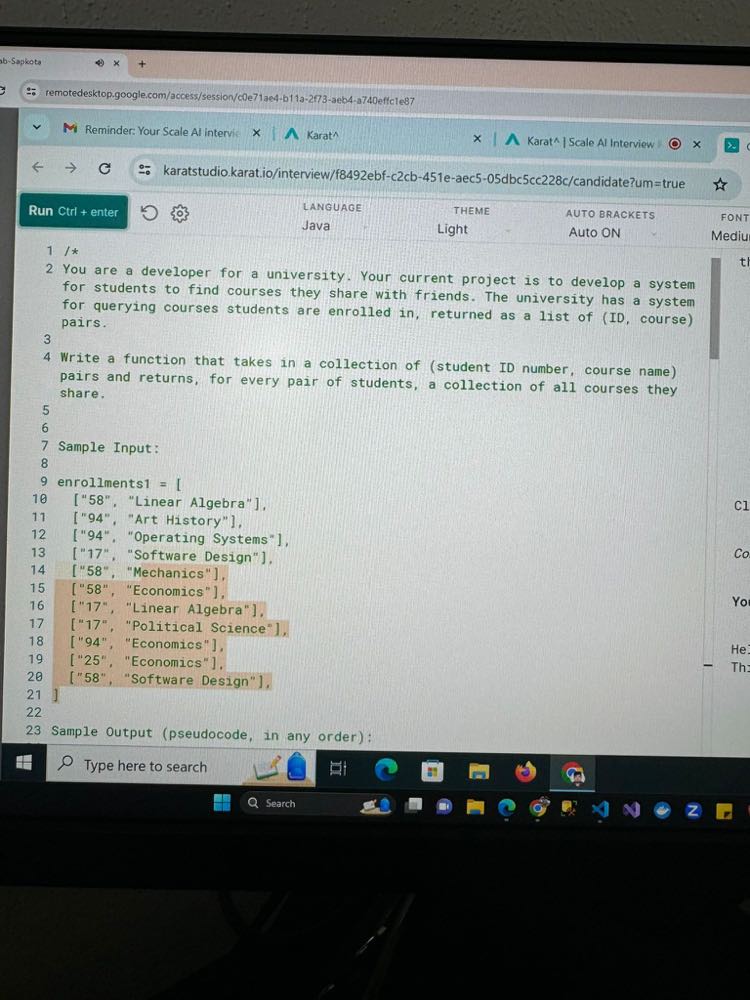 ab-Sapkota
remotedesktop.google.com/access/session/c0e71ae4-b11a-2f73-aeb4-a740effc1e87
Reminder: Your Scale AI intervie
Karat^
Karat^ | Scale AI Interview
karatstudio.karat.io/interview/f8492ebf-c2cb-451e-aec5-05dbc5cc228c/candidate?um=true
Run Ctrl + enter
LANGUAGE
Java
THEME
Light
AUTO BRACKETS
Auto ON
FONT
Mediu
1 /*
2 You are a developer for a university. Your current project is to develop a system
for students to find courses they share with friends. The university has a system
for querying courses students are enrolled in, returned as a list of (ID, course)
pairs.
3
4 Write a function that takes in a collection of (student ID number, course name)
pairs and returns, for every pair of students, a collection of all courses they
share.
5
6
7 Sample Input:
8
9 enrollments1 = [
10 ["58", "Linear Algebra"],
11 ["94", "Art History"],
12 ["94", "Operating Systems"],
13 ["17", "Software Design"],
14 ["58", "Mechanics"],
15 ["58", "Economics"],
16 ["17", "Linear Algebra"],
17 ["17", "Political Science"],
18 ["94", "Economics"],
19 ["25", "Economics"],
20 ["58", "Software Design"],
21 ]
22
23 Sample Output (pseudocode, in any order):
th
Cl
Co
You
Hel
Thi
Type here to search
Search